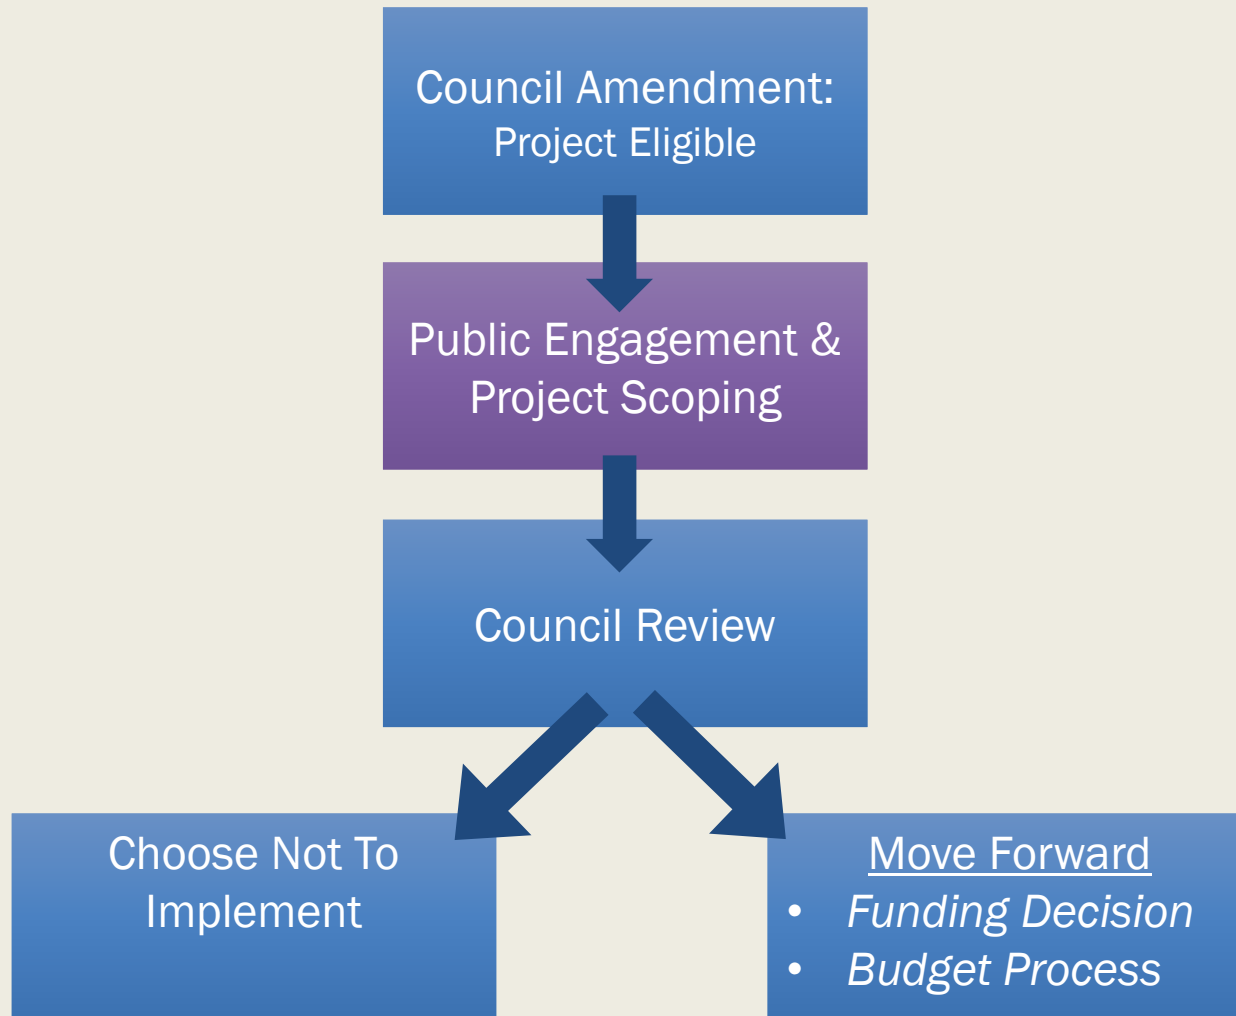 Council Amendment:
Project Eligible
Public Engagement &
Project Scoping
Council Review
Choose Not To
Implement
Move Forward
• Funding Decision
• Budget Process